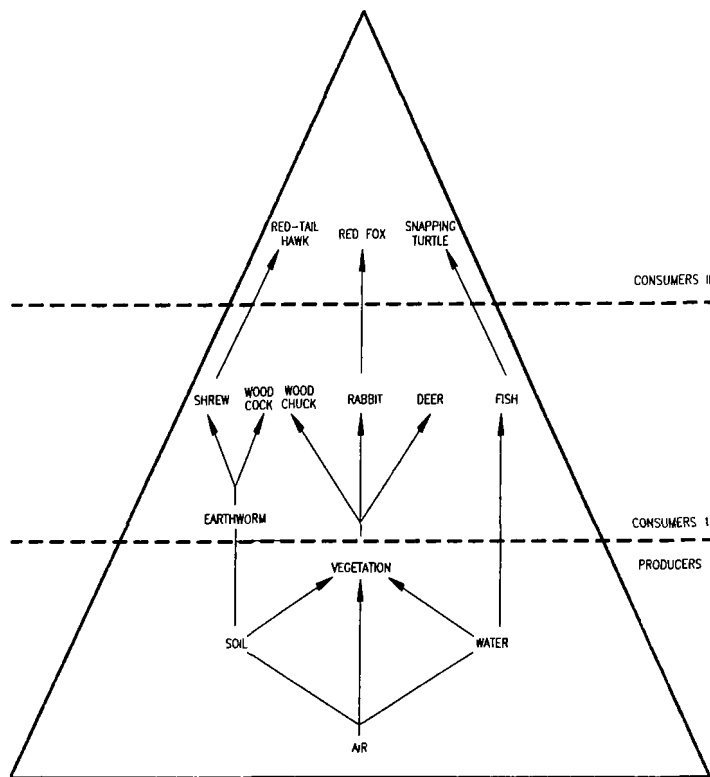 RED-TAIL
HAWK
RED FOX
SNAPPING
TURTLE
CONSUMERS II
SHREW
WOOD
COCK
WOOD
CHUCK
RABBIT
DEER
FISH
EARTHWORM
CONSUMERS I
VEGETATION
PRODUCERS
SOIL
WATER
AIR